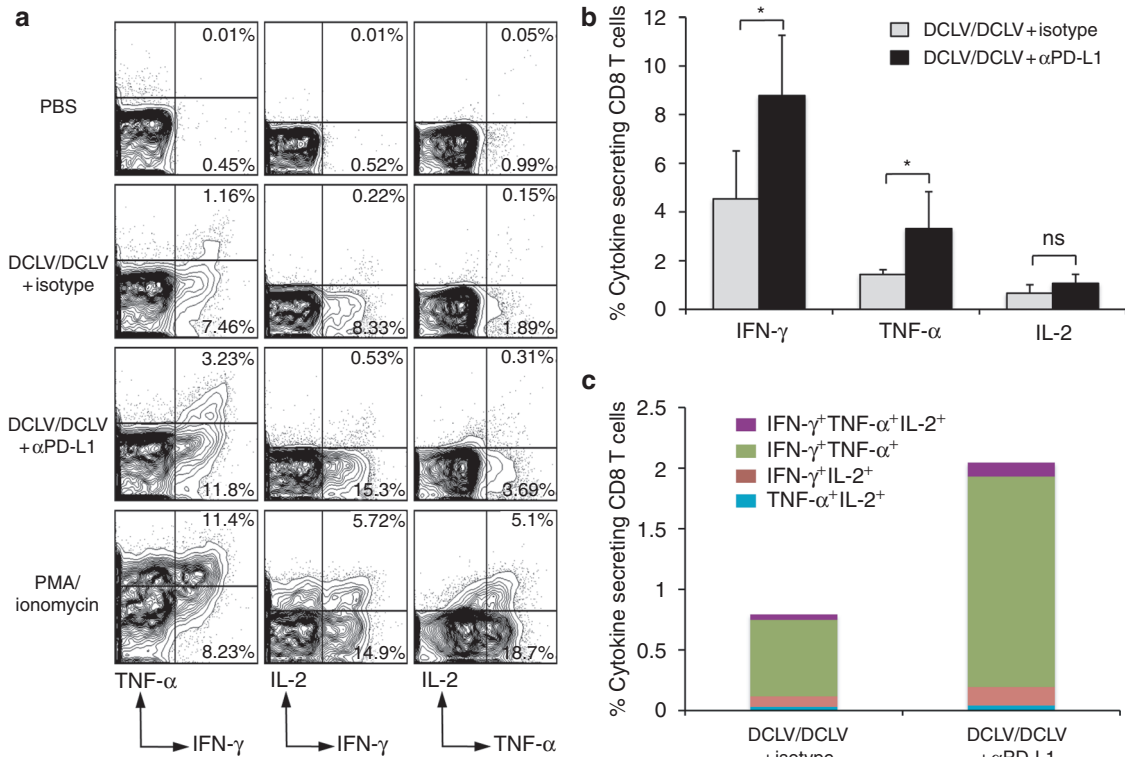 a
PBS
0.01%
0.45%
0.01%
0.52%
0.05%
0.99%
DCLV/DCLV
+isotype
1.16%
7.46%
0.22%
8.33%
0.15%
1.89%
DCLV/DCLV
+αPD-L1
3.23%
11.8%
0.53%
15.3%
0.31%
3.69%
PMA/
ionomycin
11.4%
8.23%
5.72%
14.9%
5.1%
18.7%
TNF-α
IFN-γ
IL-2
IFN-γ
IL-2
TNF-α
b
% Cytokine secreting CD8 T cells
12
10
8
6
4
2
0
*
*
ns
DCLV/DCLV+isotype
DCLV/DCLV+αPD-L1
IFN-γ
TNF-α
IL-2
c
% Cytokine secreting CD8 T cells
2.5
2
1.5
1
0.5
0
IFN-γ+TNF-α+IL-2+
IFN-γ+TNF-α+
IFN-γ+IL-2+
TNF-α+IL-2+
DCLV/DCLV
+isotype
DCLV/DCLV
+αPD-L1